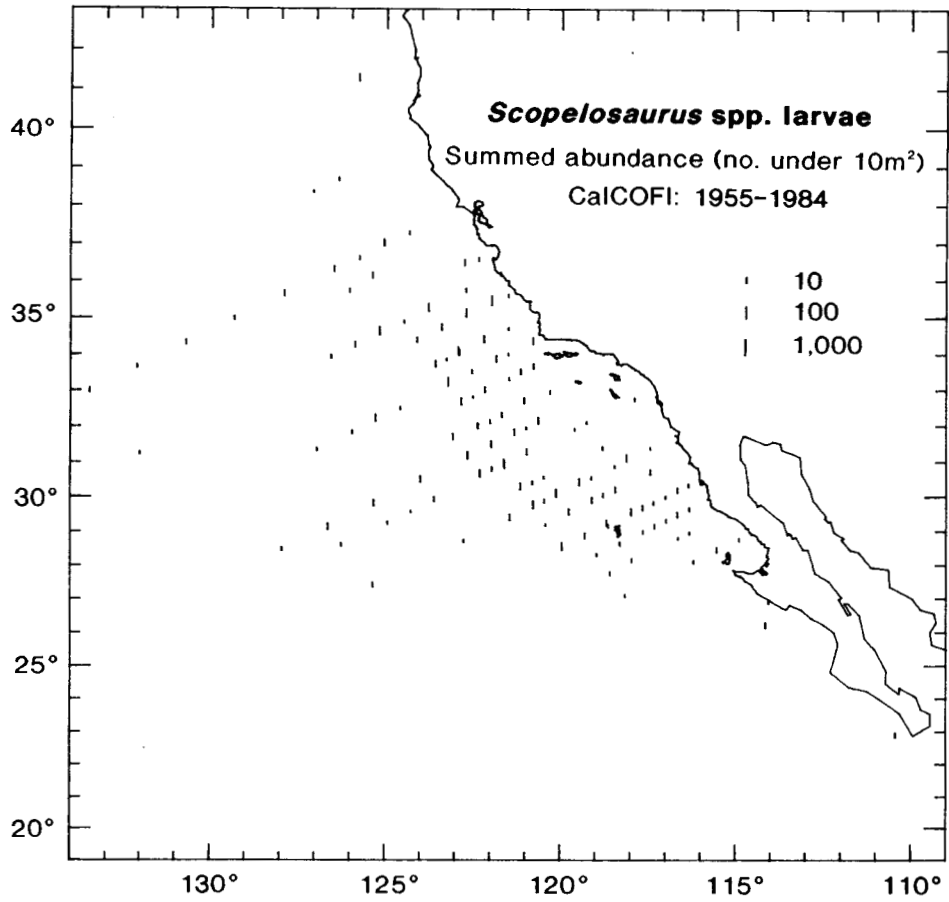 Scopelosaurus spp. larvae
Summed abundance (no. under 10m²)
CalCOFI: 1955-1984
10
100
1,000
40°
35°
30°
25°
20°
130° 125° 120° 115° 110°